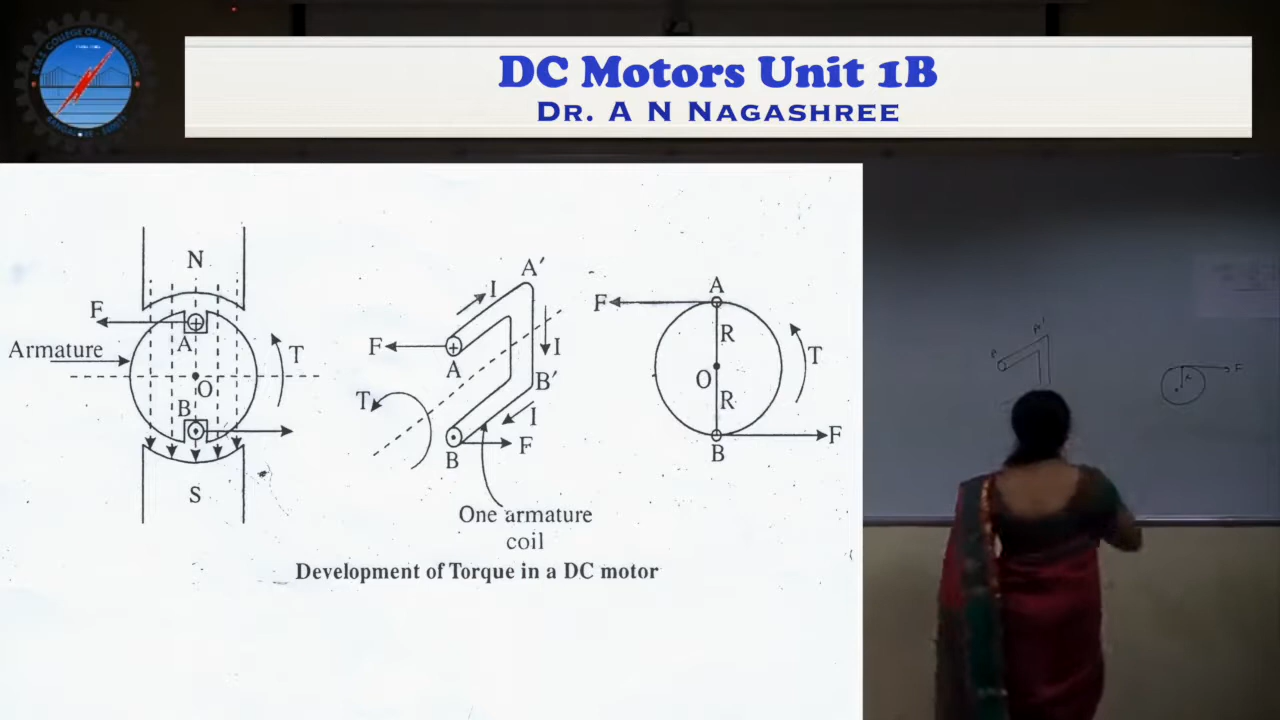 DC Motors Unit 1B
Dr. A N Nagashree
N
F
A
Armature
T
O
B
S
A′
I
F
A
I
B′
T
I
B
F
One armature
coil
A
F
R
T
O
R
F
B
Development of Torque in a DC motor
A'
F